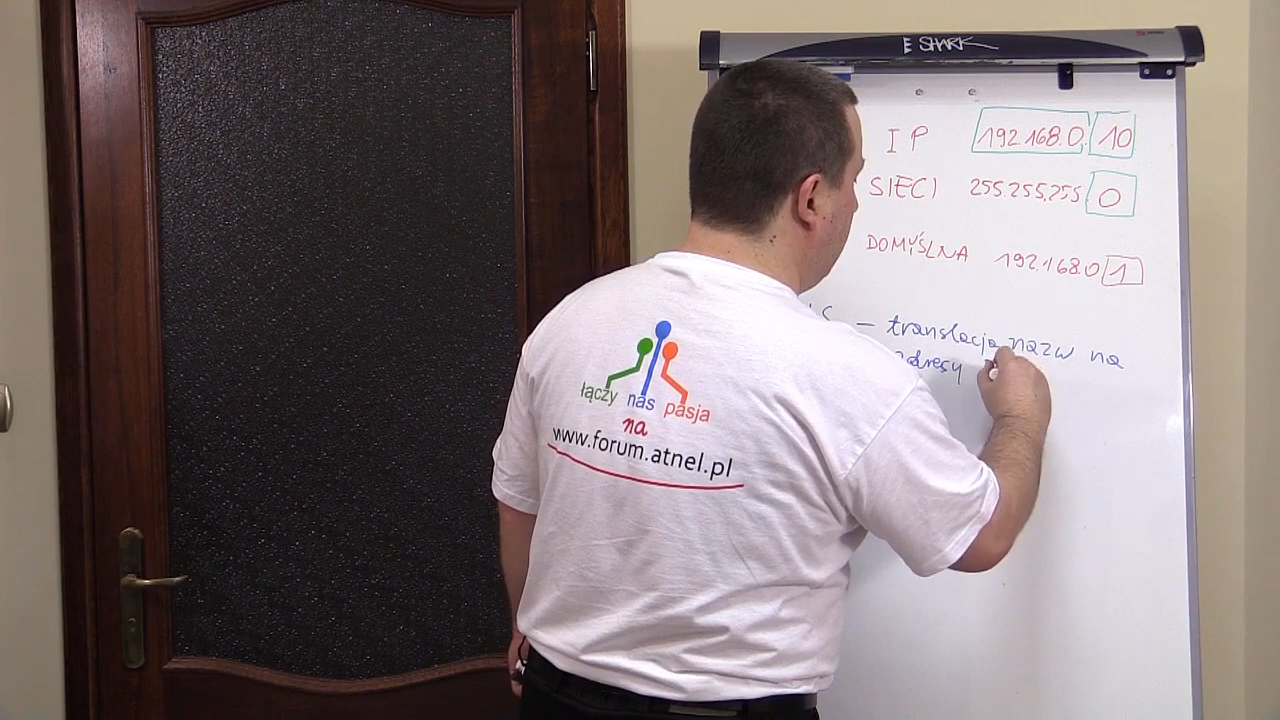 E SHARK
IP 192.168.0. 10
SIECI 255.255.255. 0
DOMYŚLNA 192.168.0 1
S – translacja nazw na
adresy
łączy nas pasja
na
www.forum.atnel.pl